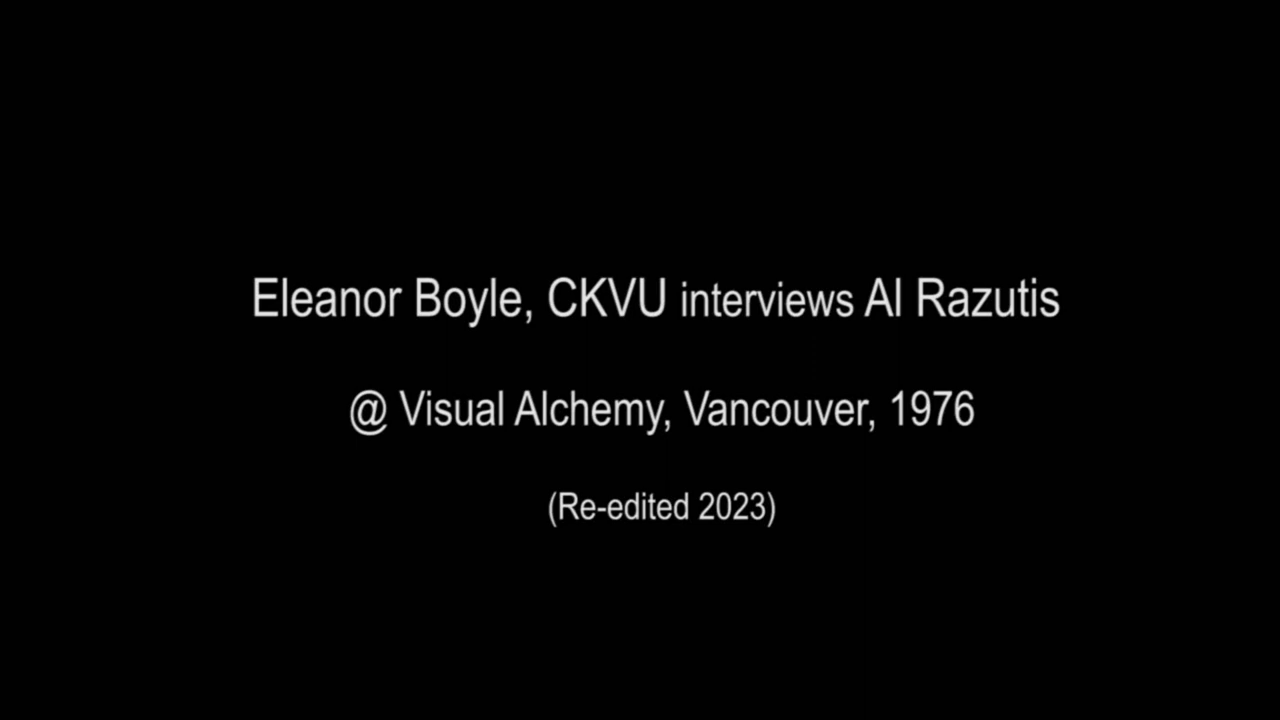 Eleanor Boyle, CKVU interviews Al Razutis
@ Visual Alchemy, Vancouver, 1976
(Re-edited 2023)